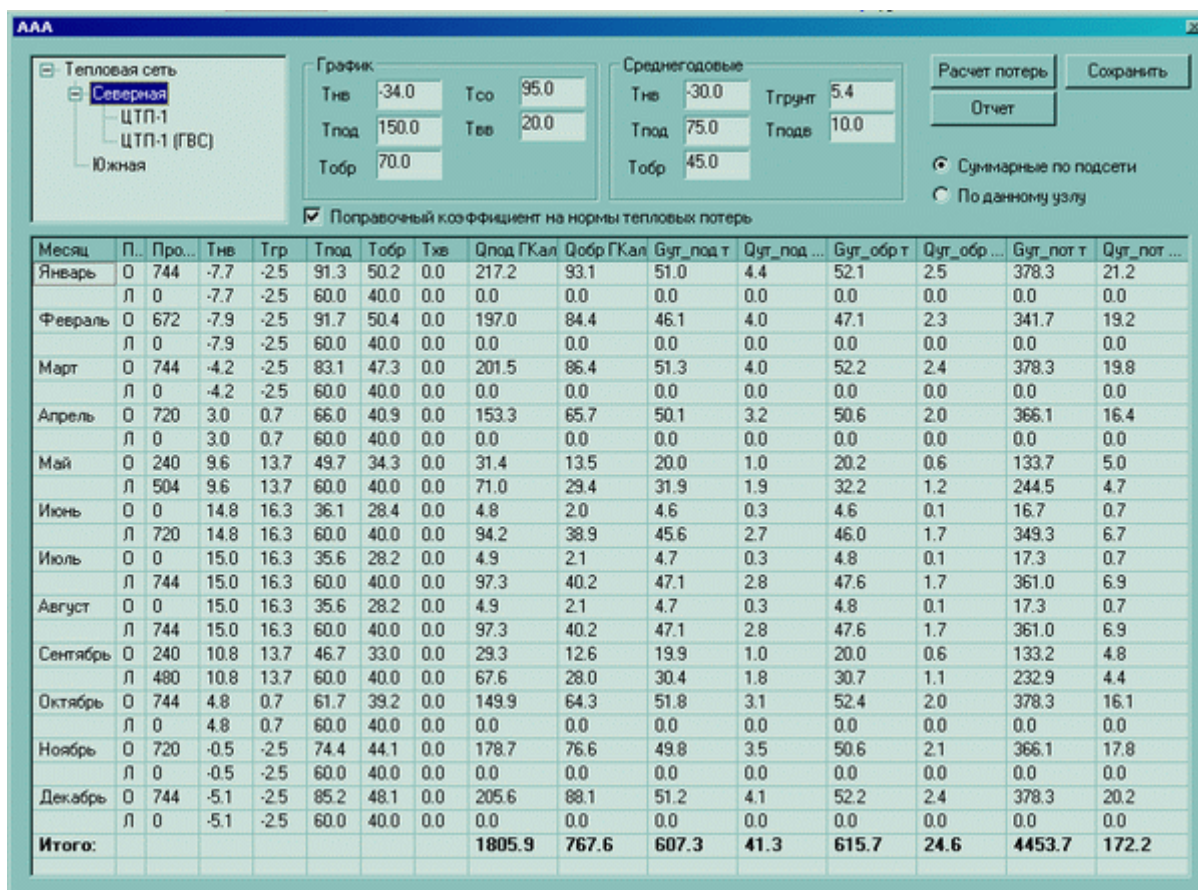 AAA
Тепловая сеть
Северная
ЦТП-1
ЦТП-1 (ГВС)
Южная
График
Тнв -34.0 Тсо 95.0
Тпод 150.0 Твв 20.0
Тобр 70.0
Среднегодовые
Тнв -30.0 Тгрунт 5.4
Тпод 75.0 Тподв 10.0
Тобр 45.0
Расчет потерь Сохранить
Отчет
Суммарные по подсети
По данному узлу
Поправочный коэффициент на нормы тепловых потерь
Месяц П.. Про... Тнв Тгр Тпод Тобр Тхв Qпод ГКал Qобр ГКал Gут_под т Qут_под ... Gут_обр т Qут_обр ... Gут_пот т Qут_пот ...
Январь О 744 -7.7 -2.5 91.3 50.2 0.0 217.2 93.1 51.0 4.4 52.1 2.5 378.3 21.2
Л 0 -7.7 -2.5 60.0 40.0 0.0 0.0 0.0 0.0 0.0 0.0 0.0 0.0 0.0
Февраль О 672 -7.9 -2.5 91.7 50.4 0.0 197.0 84.4 46.1 4.0 47.1 2.3 341.7 19.2
Л 0 -7.9 -2.5 60.0 40.0 0.0 0.0 0.0 0.0 0.0 0.0 0.0 0.0 0.0
Март О 744 -4.2 -2.5 83.1 47.3 0.0 201.5 86.4 51.3 4.0 52.2 2.4 378.3 19.8
Л 0 -4.2 -2.5 60.0 40.0 0.0 0.0 0.0 0.0 0.0 0.0 0.0 0.0 0.0
Апрель О 720 3.0 0.7 66.0 40.9 0.0 153.3 65.7 50.1 3.2 50.6 2.0 366.1 16.4
Л 0 3.0 0.7 60.0 40.0 0.0 0.0 0.0 0.0 0.0 0.0 0.0 0.0 0.0
Май О 240 9.6 13.7 49.7 34.3 0.0 31.4 13.5 20.0 1.0 20.2 0.6 133.7 5.0
Л 504 9.6 13.7 60.0 40.0 0.0 71.0 29.4 31.9 1.9 32.2 1.2 244.5 4.7
Июнь О 0 14.8 16.3 36.1 28.4 0.0 4.8 2.0 4.6 0.3 4.6 0.1 16.7 0.7
Л 720 14.8 16.3 60.0 40.0 0.0 94.2 38.9 45.6 2.7 46.0 1.7 349.3 6.7
Июль О 0 15.0 16.3 35.6 28.2 0.0 4.9 2.1 4.7 0.3 4.8 0.1 17.3 0.7
Л 744 15.0 16.3 60.0 40.0 0.0 97.3 40.2 47.1 2.8 47.6 1.7 361.0 6.9
Август О 0 15.0 16.3 35.6 28.2 0.0 4.9 2.1 4.7 0.3 4.8 0.1 17.3 0.7
Л 744 15.0 16.3 60.0 40.0 0.0 97.3 40.2 47.1 2.8 47.6 1.7 361.0 6.9
Сентябрь О 240 10.8 13.7 46.7 33.0 0.0 29.3 12.6 19.9 1.0 20.0 0.6 133.2 4.8
Л 480 10.8 13.7 60.0 40.0 0.0 67.6 28.0 30.4 1.8 30.7 1.1 232.9 4.4
Октябрь О 744 4.8 0.7 61.7 39.2 0.0 149.9 64.3 51.8 3.1 52.4 2.0 378.3 16.1
Л 0 4.8 0.7 60.0 40.0 0.0 0.0 0.0 0.0 0.0 0.0 0.0 0.0 0.0
Ноябрь О 720 -0.5 -2.5 74.4 44.1 0.0 178.7 76.6 49.8 3.5 50.6 2.1 366.1 17.8
Л 0 -0.5 -2.5 60.0 40.0 0.0 0.0 0.0 0.0 0.0 0.0 0.0 0.0 0.0
Декабрь О 744 -5.1 -2.5 85.2 48.1 0.0 205.6 88.1 51.2 4.1 52.2 2.4 378.3 20.2
Л 0 -5.1 -2.5 60.0 40.0 0.0 0.0 0.0 0.0 0.0 0.0 0.0 0.0 0.0
Итого: 1805.9 767.6 607.3 41.3 615.7 24.6 4453.7 172.2